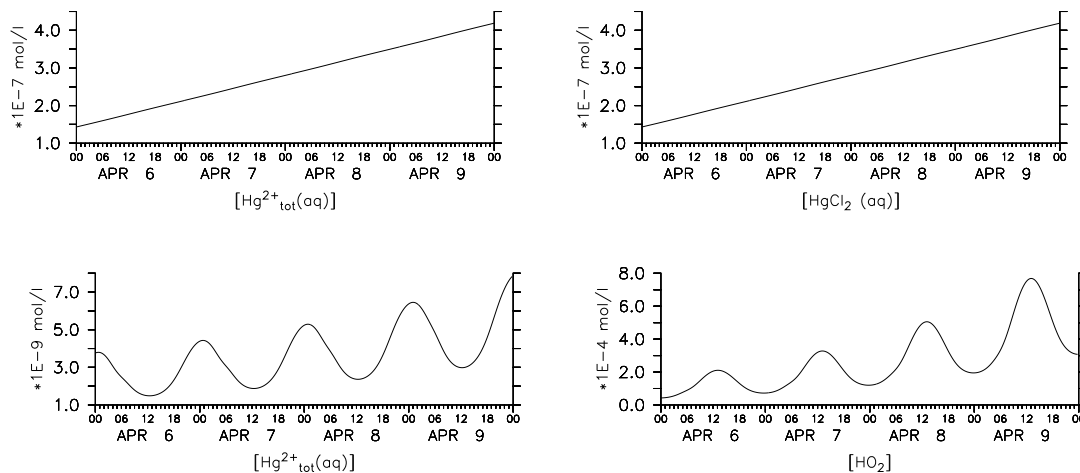 4.0 4.0
*1E−7 mol/l *1E−7 mol/l
3.0 3.0
2.0 2.0
1.0 1.0
00 06 12 18 00 06 12 18 00 06 12 18 00 06 12 18 00 00 06 12 18 00 06 12 18 00 06 12 18 00 06 12 18 00
APR 6 APR 7 APR 8 APR 9 APR 6 APR 7 APR 8 APR 9
[Hg²⁺tot(aq)] [HgCl₂ (aq)]
8.0
7.0
*1E−9 mol/l *1E−4 mol/l
6.0
5.0
4.0
3.0
2.0
1.0 0.0
00 06 12 18 00 06 12 18 00 06 12 18 00 06 12 18 00 00 06 12 18 00 06 12 18 00 06 12 18 00 06 12 18 00
APR 6 APR 7 APR 8 APR 9 APR 6 APR 7 APR 8 APR 9
[Hg²⁺tot(aq)] [HO₂]